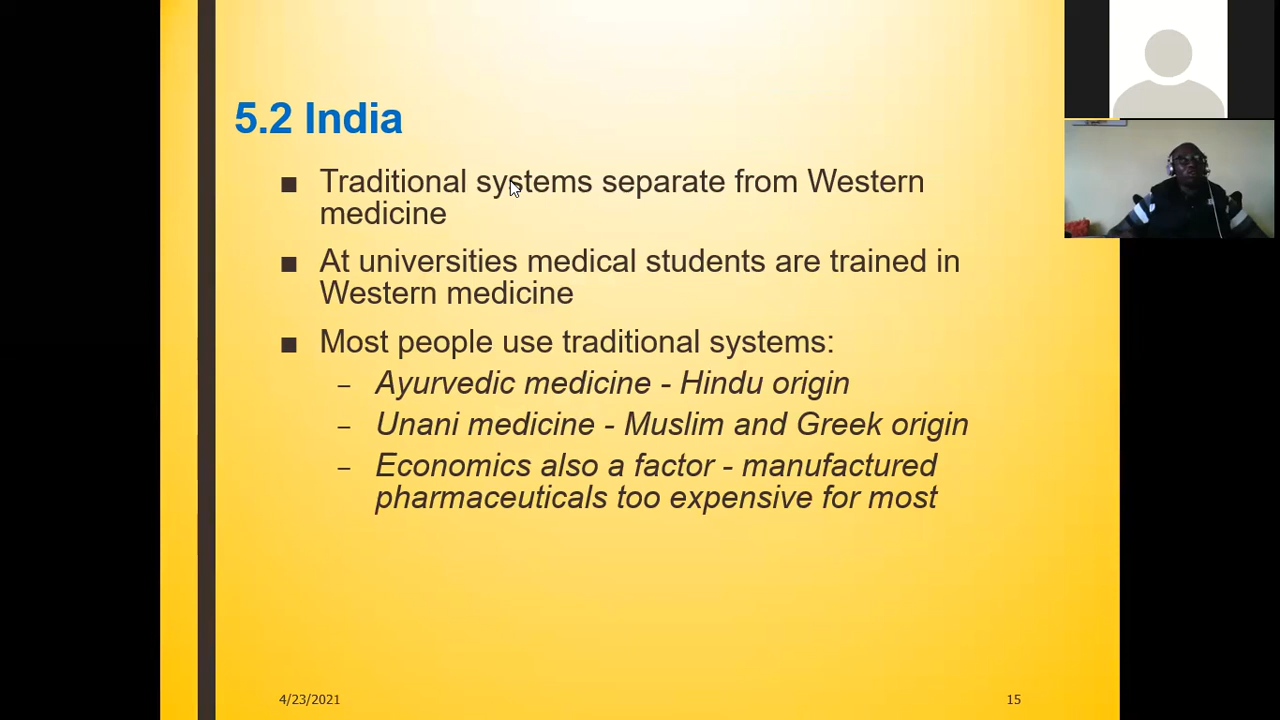 5.2 India
■ Traditional systems separate from Western
medicine
■ At universities medical students are trained in
Western medicine
■ Most people use traditional systems:
– Ayurvedic medicine - Hindu origin
– Unani medicine - Muslim and Greek origin
– Economics also a factor - manufactured
pharmaceuticals too expensive for most
4/23/2021
15